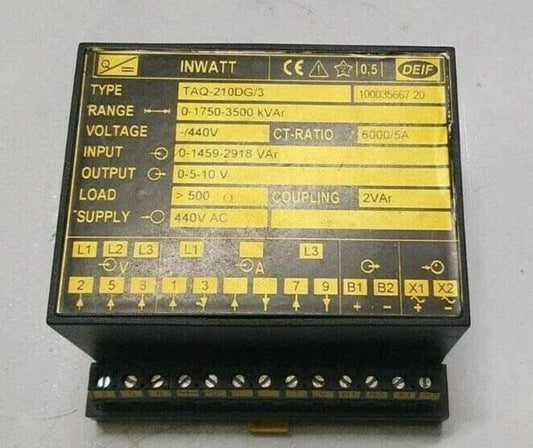 Q INWATT CE 0.5 DEIF
TYPE TAQ-210DG/3 100035667.20
RANGE 0-1750-3500 kVAr
VOLTAGE -/440V CT-RATIO 6000/5A
INPUT 0-1459-2918 VAr
OUTPUT 0-5-10 V
LOAD > 500 Ω COUPLING 2VAr
SUPPLY 440V AC
L1 L2 L3 L1 L3
V A
2 5 8 1 3 7 9 B1 B2 X1 X2
+ - + -